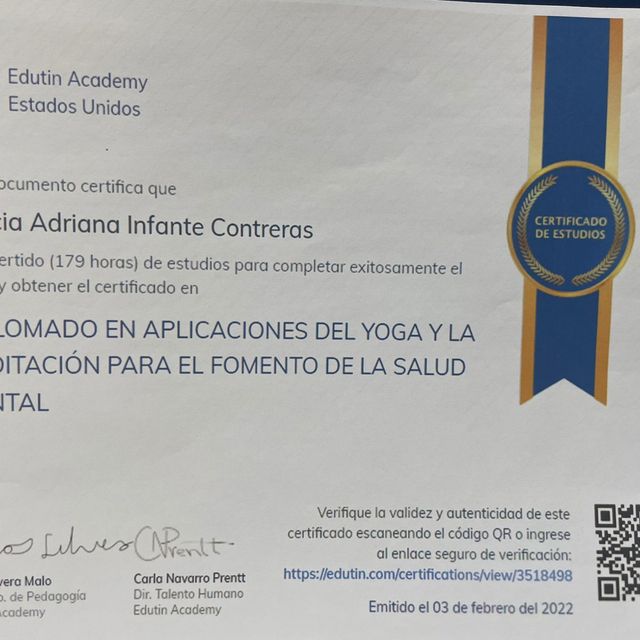 Edutin Academy
Estados Unidos
ocumento certifica que
cia Adriana Infante Contreras
ertido (179 horas) de estudios para completar exitosamente el
y obtener el certificado en
LOMADO EN APLICACIONES DEL YOGA Y LA
DITACIÓN PARA EL FOMENTO DE LA SALUD
NTAL
CERTIFICADO
DE ESTUDIOS
Verifique la validez y autenticidad de este
certificado escaneando el código QR o ingrese
al enlace seguro de verificación:
https://edutin.com/certifications/view/3518498
Emitido el 03 de febrero del 2022
vera Malo
o. de Pedagogía
Academy
CNPrentt
Carla Navarro Prentt
Dir. Talento Humano
Edutin Academy